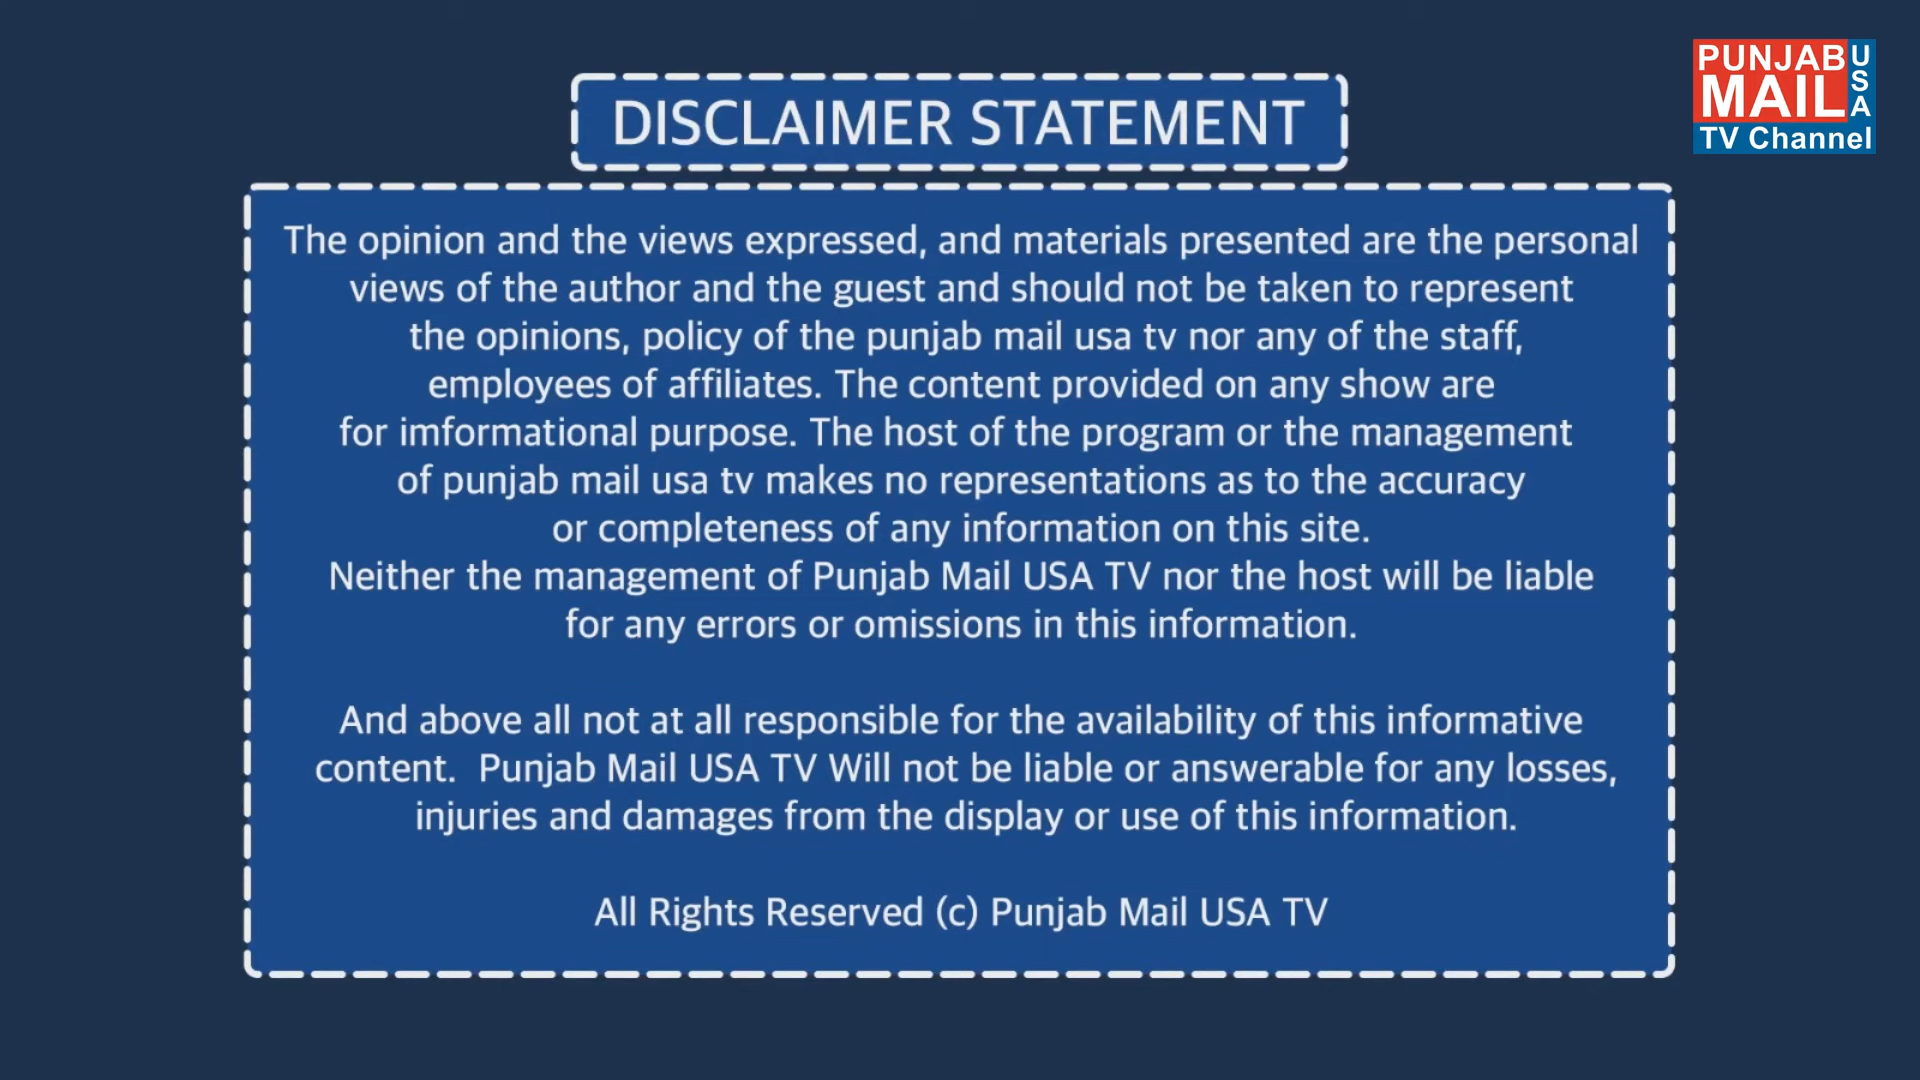 DISCLAIMER STATEMENT
The opinion and the views expressed, and materials presented are the personal
views of the author and the guest and should not be taken to represent
the opinions, policy of the punjab mail usa tv nor any of the staff,
employees of affiliates. The content provided on any show are
for imformational purpose. The host of the program or the management
of punjab mail usa tv makes no representations as to the accuracy
or completeness of any information on this site.
Neither the management of Punjab Mail USA TV nor the host will be liable
for any errors or omissions in this information.
And above all not at all responsible for the availability of this informative
content.  Punjab Mail USA TV Will not be liable or answerable for any losses,
injuries and damages from the display or use of this information.
All Rights Reserved (c) Punjab Mail USA TV
PUNJAB
MAIL
USA
TV Channel